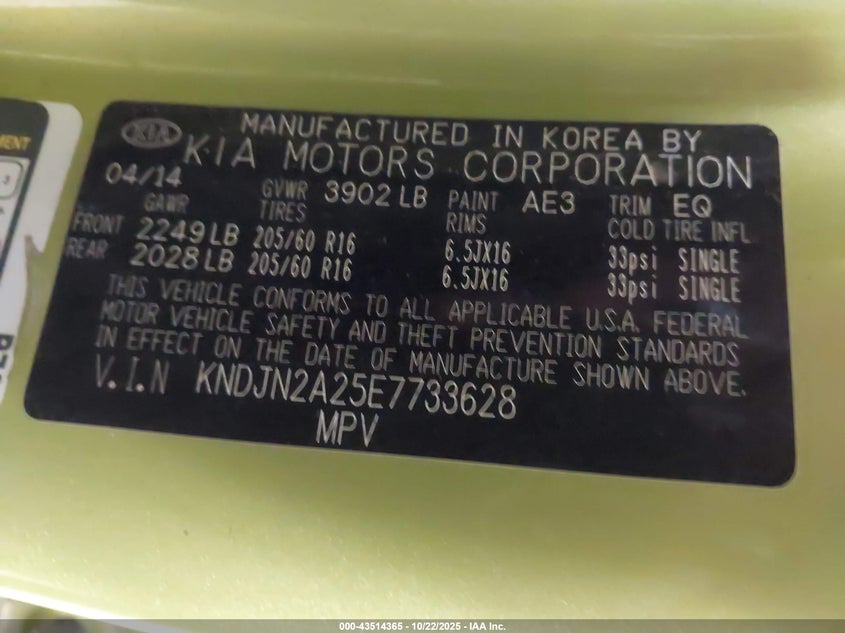 KIA MANUFACTURED IN KOREA BY
KIA MOTORS CORPORATION
04/14 GVWR 3902 LB PAINT AE3 TRIM EQ
GAWR TIRES RIMS COLD TIRE INFL
FRONT 2249 LB 205/60 R16 6.5JX16 33psi SINGLE
REAR 2028 LB 205/60 R16 6.5JX16 33psi SINGLE
THIS VEHICLE CONFORMS TO ALL APPLICABLE U.S.A. FEDERAL
MOTOR VEHICLE SAFETY AND THEFT PREVENTION STANDARDS
IN EFFECT ON THE DATE OF MANUFACTURE SHOWN ABOVE.
V.I.N KNDJN2A25E7733628
MPV
000-43514365 - 10/22/2025 - IAA Inc.